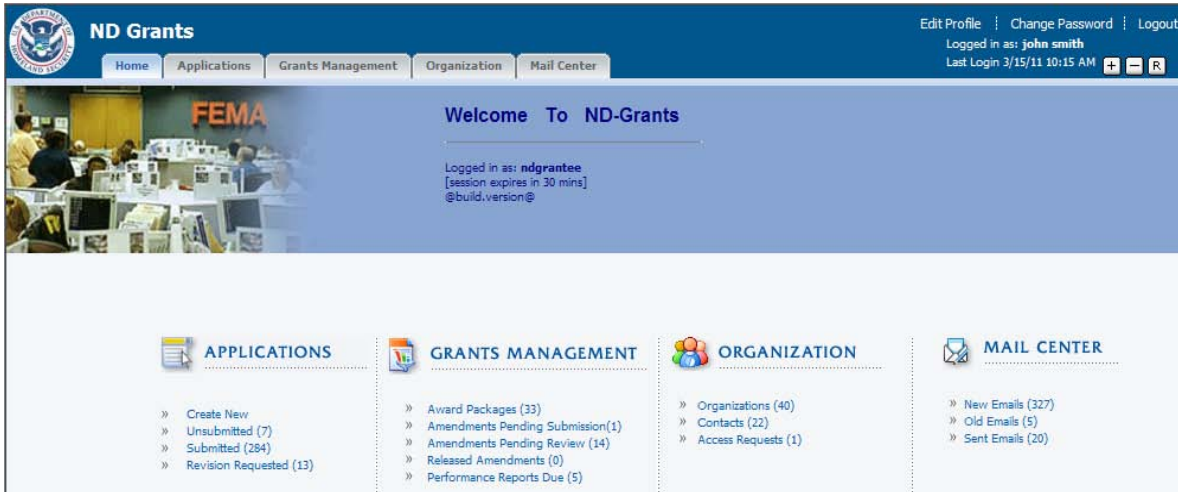 U.S. DEPARTMENT OF HOMELAND SECURITY
ND Grants
Edit Profile Change Password Logout
Logged in as: john smith
Last Login 3/15/11 10:15 AM + – R
Home Applications Grants Management Organization Mail Center
FEMA
Welcome To ND-Grants
Logged in as: ndgrantee
[session expires in 30 mins]
@build.version@
APPLICATIONS
» Create New
» Unsubmitted (7)
» Submitted (284)
» Revision Requested (13)
GRANTS MANAGEMENT
» Award Packages (33)
» Amendments Pending Submission(1)
» Amendments Pending Review (14)
» Released Amendments (0)
» Performance Reports Due (5)
ORGANIZATION
» Organizations (40)
» Contacts (22)
» Access Requests (1)
MAIL CENTER
» New Emails (327)
» Old Emails (5)
» Sent Emails (20)